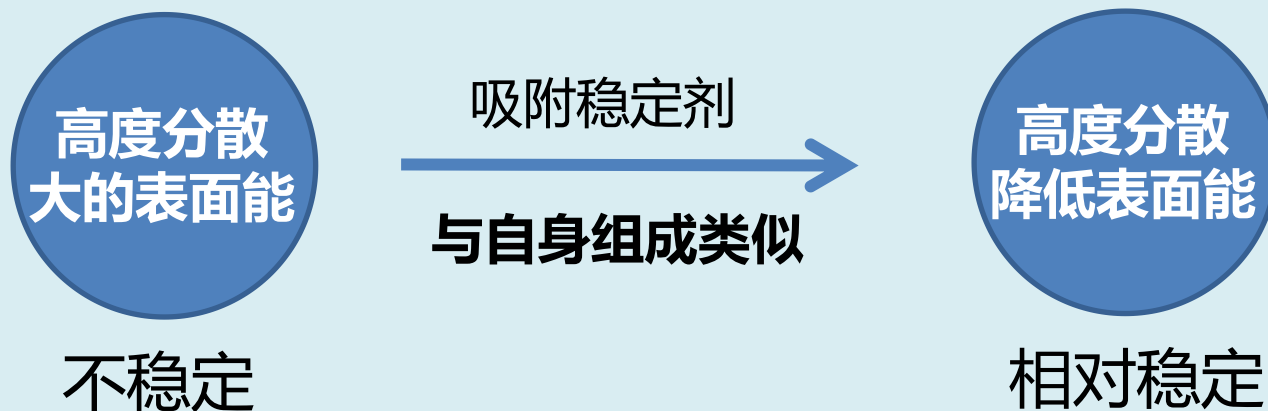 高度分散
大的表面能
吸附稳定剂
与自身组成类似
高度分散
降低表面能
不稳定
相对稳定